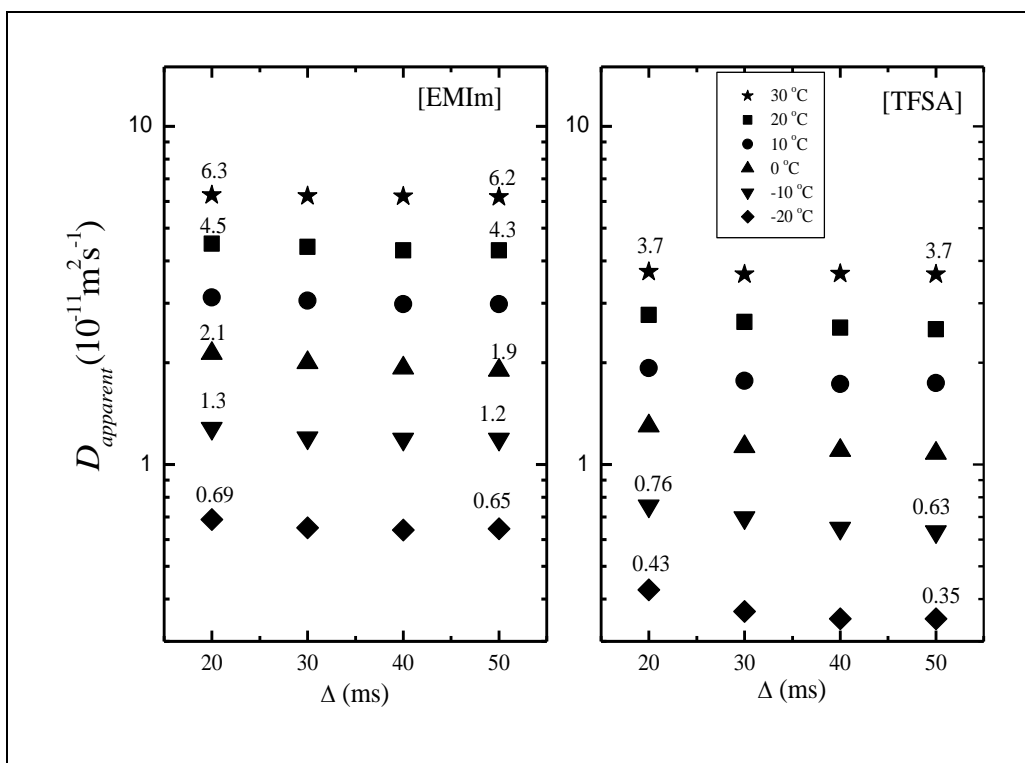 [EMIm]
10
1
D_apparent (10^-11 m^2 s^-1)
6.3
6.2
4.5
4.3
2.1
1.9
1.3
1.2
0.69
0.65
20 30 40 50
Δ (ms)
[TFSA]
30 °C
20 °C
10 °C
0 °C
-10 °C
-20 °C
10
1
3.7
3.7
0.76
0.63
0.43
0.35
20 30 40 50
Δ (ms)